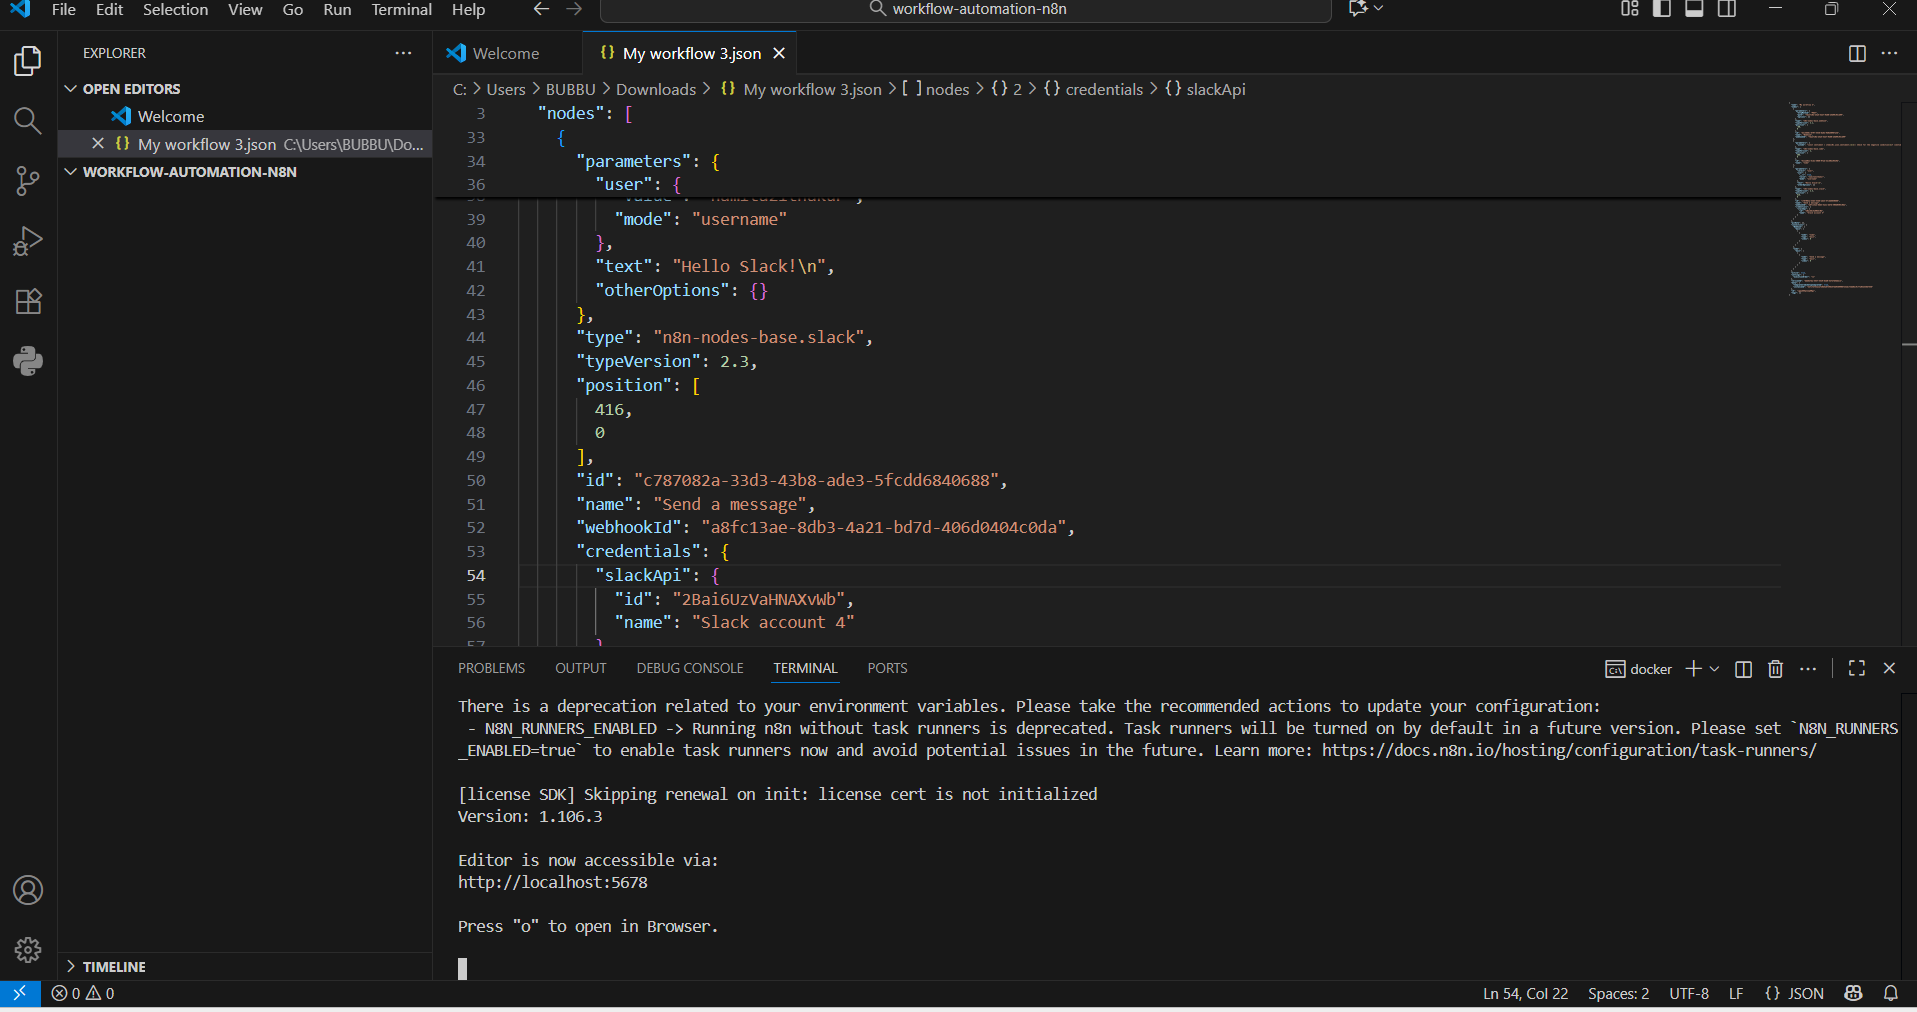 File Edit Selection View Go Run Terminal Help
workflow-automation-n8n
EXPLORER
OPEN EDITORS
Welcome
My workflow 3.json C:\Users\BUBBU\Do...
WORKFLOW-AUTOMATION-N8N
TIMELINE
Welcome
My workflow 3.json
C: > Users > BUBBU > Downloads > {} My workflow 3.json > [ ] nodes > {} 2 > {} credentials > {} slackApi
3 "nodes": [
33 {
34 "parameters": {
36 "user": {
39 "mode": "username"
40 },
41 "text": "Hello Slack!\n",
42 "otherOptions": {}
43 },
44 "type": "n8n-nodes-base.slack",
45 "typeVersion": 2.3,
46 "position": [
47 416,
48 0
49 ],
50 "id": "c787082a-33d3-43b8-ade3-5fcdd6840688",
51 "name": "Send a message",
52 "webhookId": "a8fc13ae-8db3-4a21-bd7d-406d0404c0da",
53 "credentials": {
54 "slackApi": {
55 "id": "2Bai6UzVaHNAXvWb",
56 "name": "Slack account 4"
57 }
PROBLEMS OUTPUT DEBUG CONSOLE TERMINAL PORTS
docker
There is a deprecation related to your environment variables. Please take the recommended actions to update your configuration:
- N8N_RUNNERS_ENABLED -> Running n8n without task runners is deprecated. Task runners will be turned on by default in a future version. Please set `N8N_RUNNERS
_ENABLED=true` to enable task runners now and avoid potential issues in the future. Learn more: https://docs.n8n.io/hosting/configuration/task-runners/
[license SDK] Skipping renewal on init: license cert is not initialized
Version: 1.106.3
Editor is now accessible via:
http://localhost:5678
Press "o" to open in Browser.
0 0
Ln 54, Col 22 Spaces: 2 UTF-8 LF {} JSON